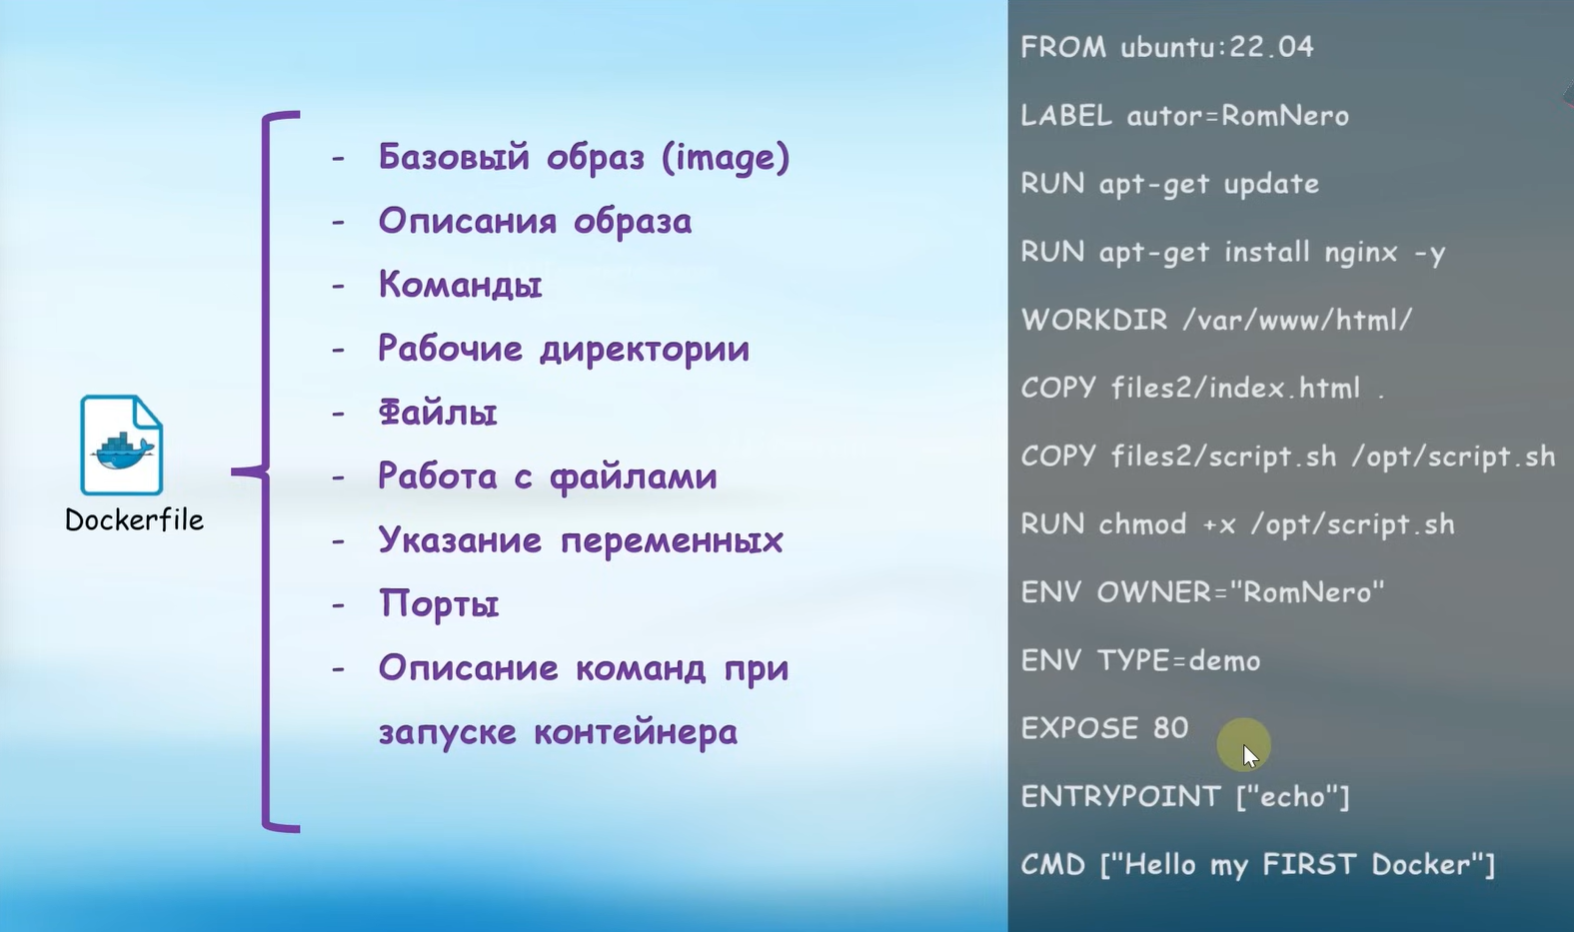 Dockerfile
- Базовый образ (image)
- Описания образа
- Команды
- Рабочие директории
- Файлы
- Работа с файлами
- Указание переменных
- Порты
- Описание команд при
запуске контейнера
FROM ubuntu:22.04
LABEL autor=RomNero
RUN apt-get update
RUN apt-get install nginx -y
WORKDIR /var/www/html/
COPY files2/index.html .
COPY files2/script.sh /opt/script.sh
RUN chmod +x /opt/script.sh
ENV OWNER="RomNero"
ENV TYPE=demo
EXPOSE 80
ENTRYPOINT ["echo"]
CMD ["Hello my FIRST Docker"]